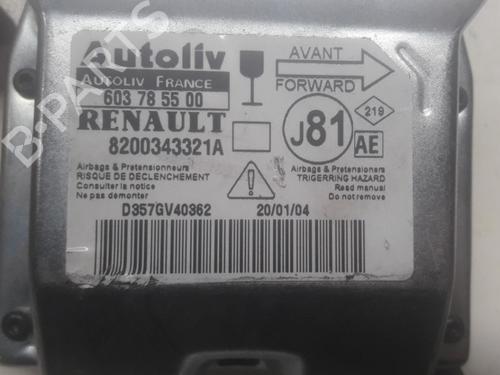 Autoliv
AUTOLIV FRANCE
603 78 55 00
RENAULT
8200343321A
AVANT
FORWARD
J81
219
AE
Airbags & Pretensionneurs
RISQUE DE DECLENCHEMENT
Consulter la notice
Ne pas démonter
Airbags & Pretensioners
TRIGERRING HAZARD
Read manual
Do not remove
D357GV40362
20/01/04
B-PARTS